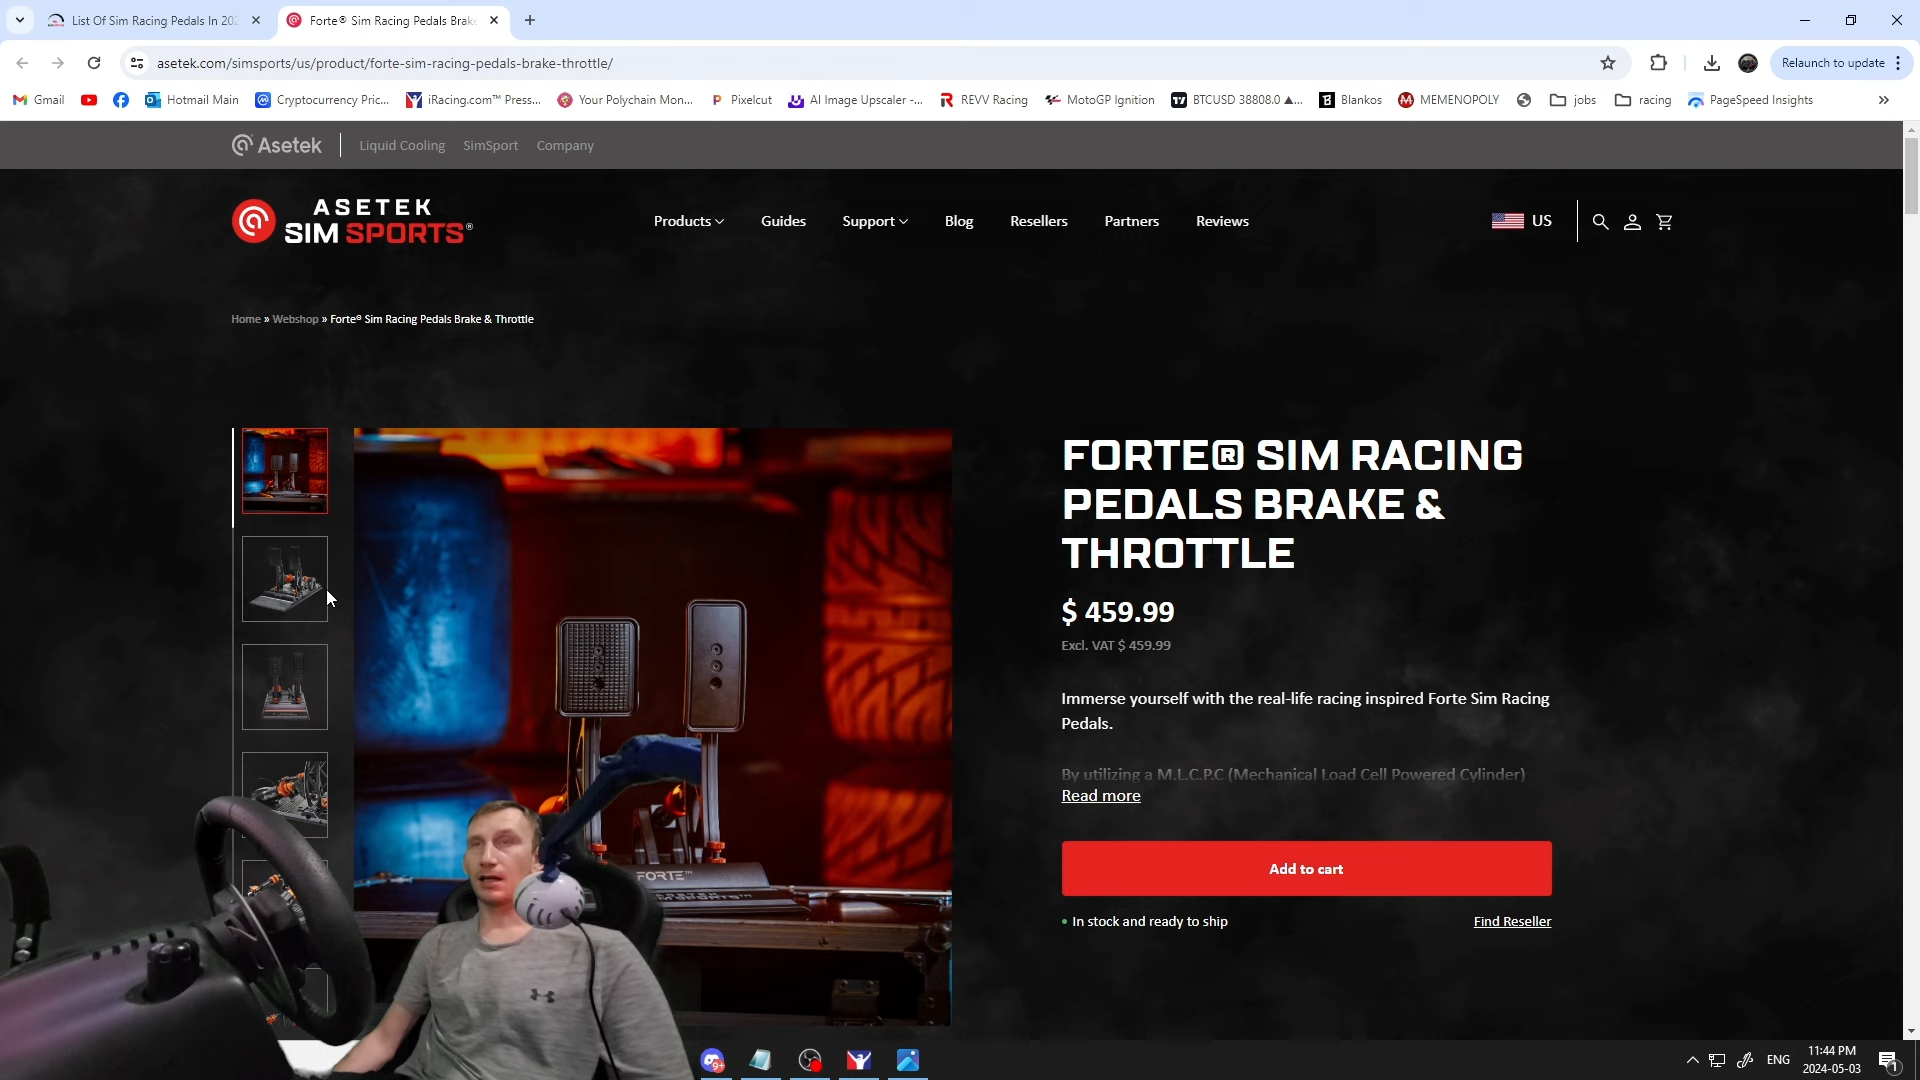 List Of Sim Racing Pedals In 202
Forte® Sim Racing Pedals Brake
asetek.com/simsports/us/product/forte-sim-racing-pedals-brake-throttle/
Relaunch to update
Gmail
Hotmail Main
Cryptocurrency Pric...
iRacing.com™ Press...
Your Polychain Mon...
Pixelcut
AI Image Upscaler -...
REVV Racing
MotoGP Ignition
BTCUSD 38808.0 ▲...
Blankos
MEMENOPOLY
jobs
racing
PageSpeed Insights
Asetek
Liquid Cooling
SimSport
Company
ASETEK
SIM SPORTS®
Products
Guides
Support
Blog
Resellers
Partners
Reviews
US
Home » Webshop » Forte® Sim Racing Pedals Brake & Throttle
FORTE® SIM RACING
PEDALS BRAKE &
THROTTLE
$ 459.99
Excl. VAT $ 459.99
Immerse yourself with the real-life racing inspired Forte Sim Racing
Pedals.
By utilizing a M.L.C.P.C (Mechanical Load Cell Powered Cylinder)
Read more
Add to cart
In stock and ready to ship
Find Reseller
FORTE™
9+
ENG
11:44 PM
2024-05-03
1